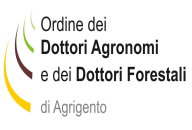 Ordine dei
Dottori Agronomi
e dei Dottori Forestali
di Agrigento